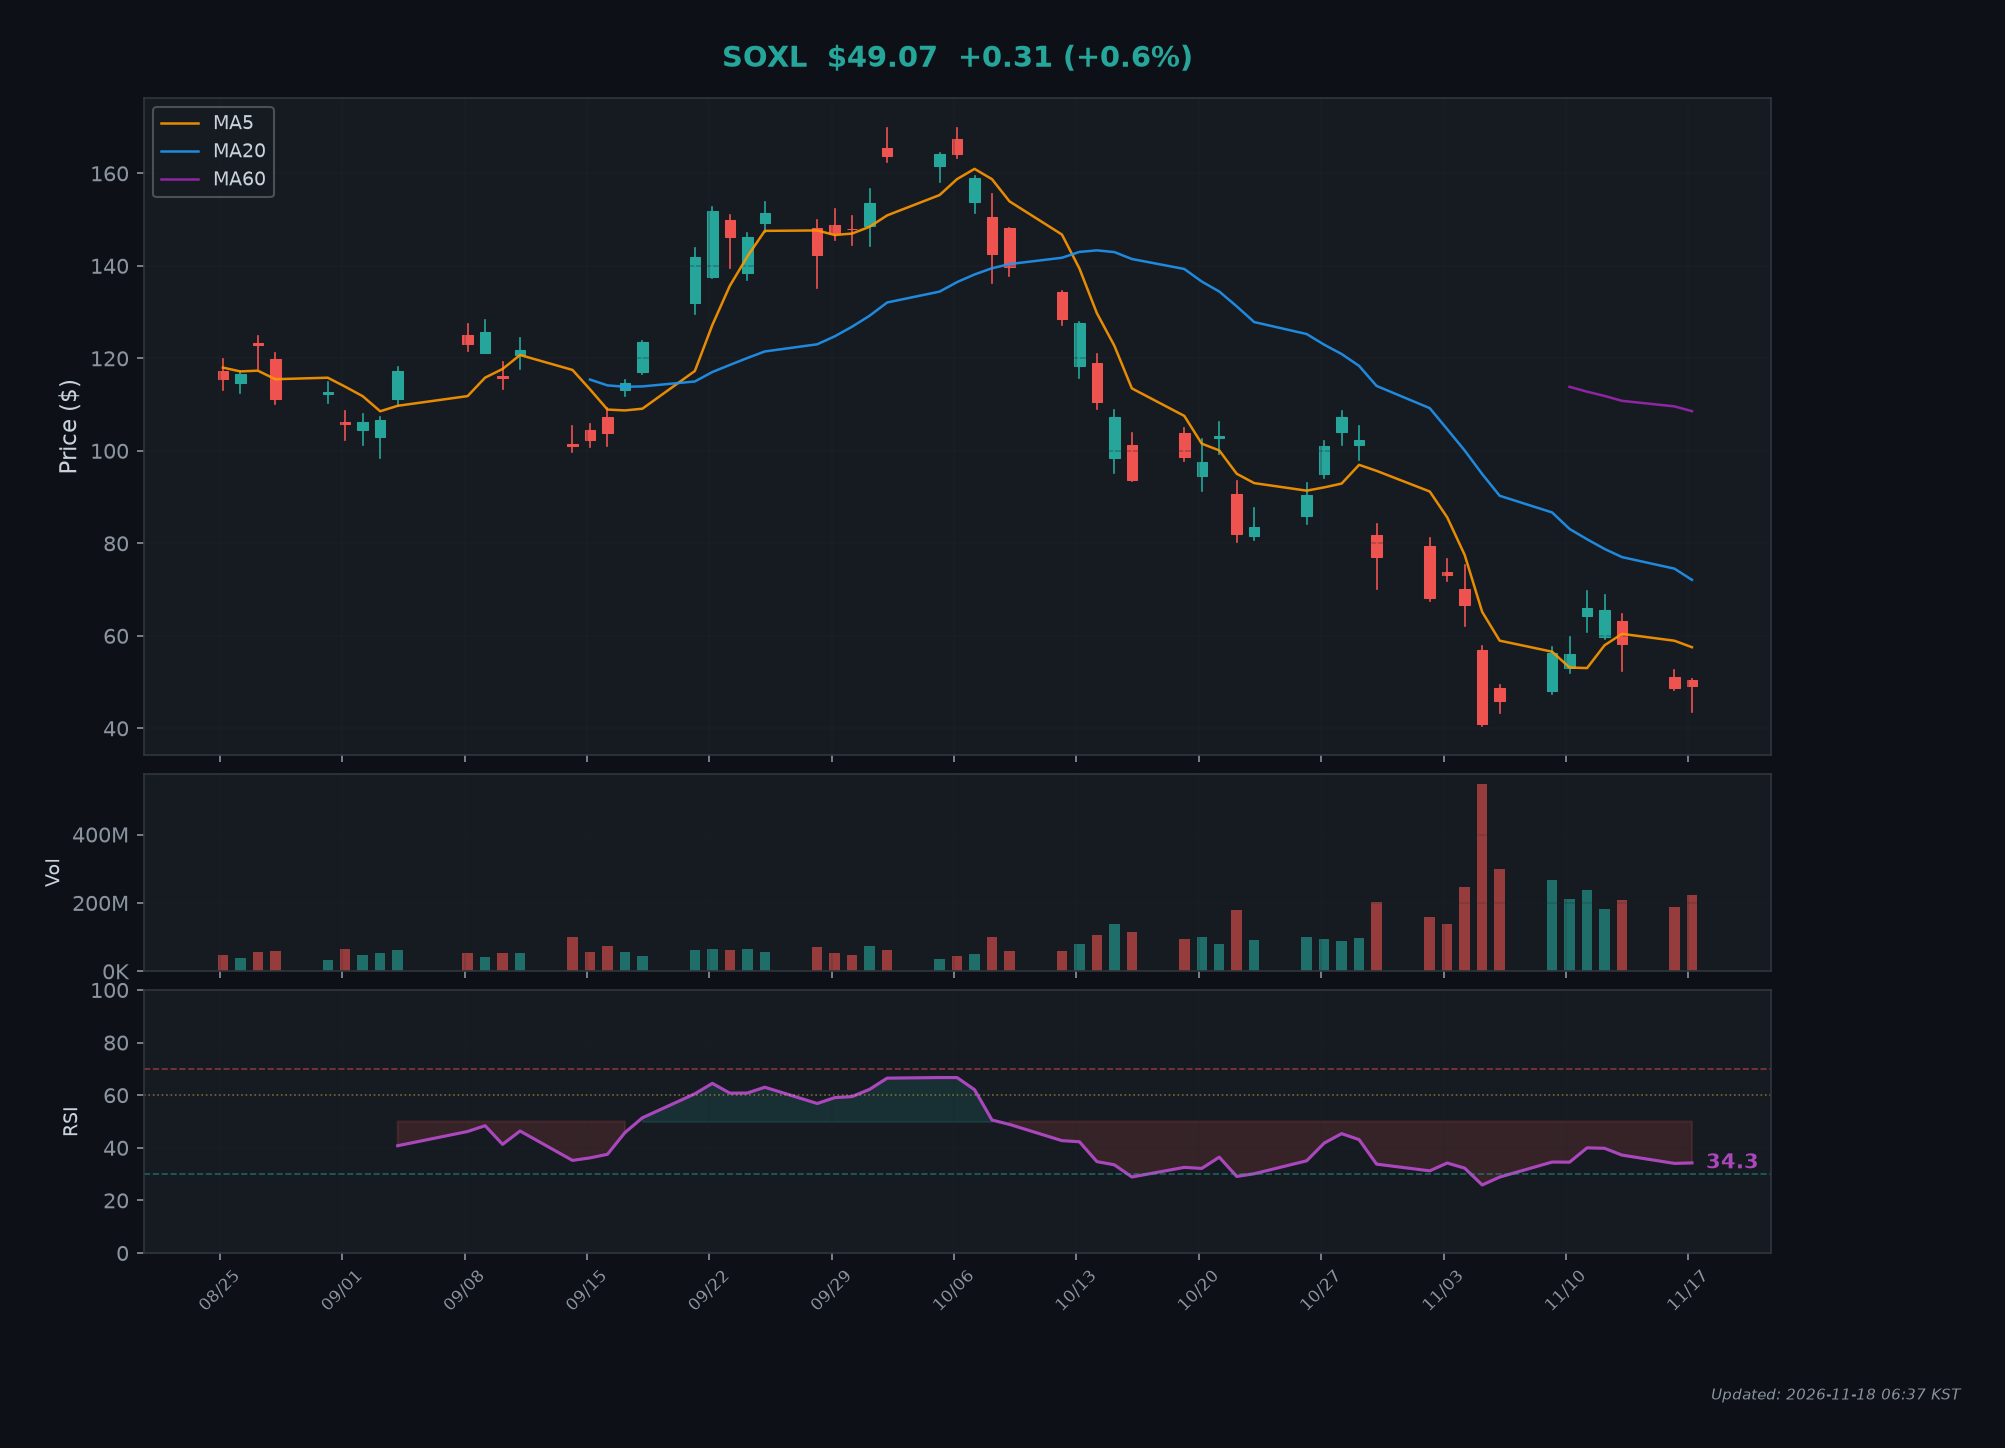 SOXL $49.07 +0.31 (+0.6%)
MA5
MA20
MA60
Price ($)
160
140
120
100
80
60
40
Vol
400M
200M
0K
RSI
100
80
60
40
20
0
34.3
08/25 09/01 09/08 09/15 09/22 09/29 10/06 10/13 10/20 10/27 11/03 11/10 11/17
Updated: 2026-11-18 06:37 KST